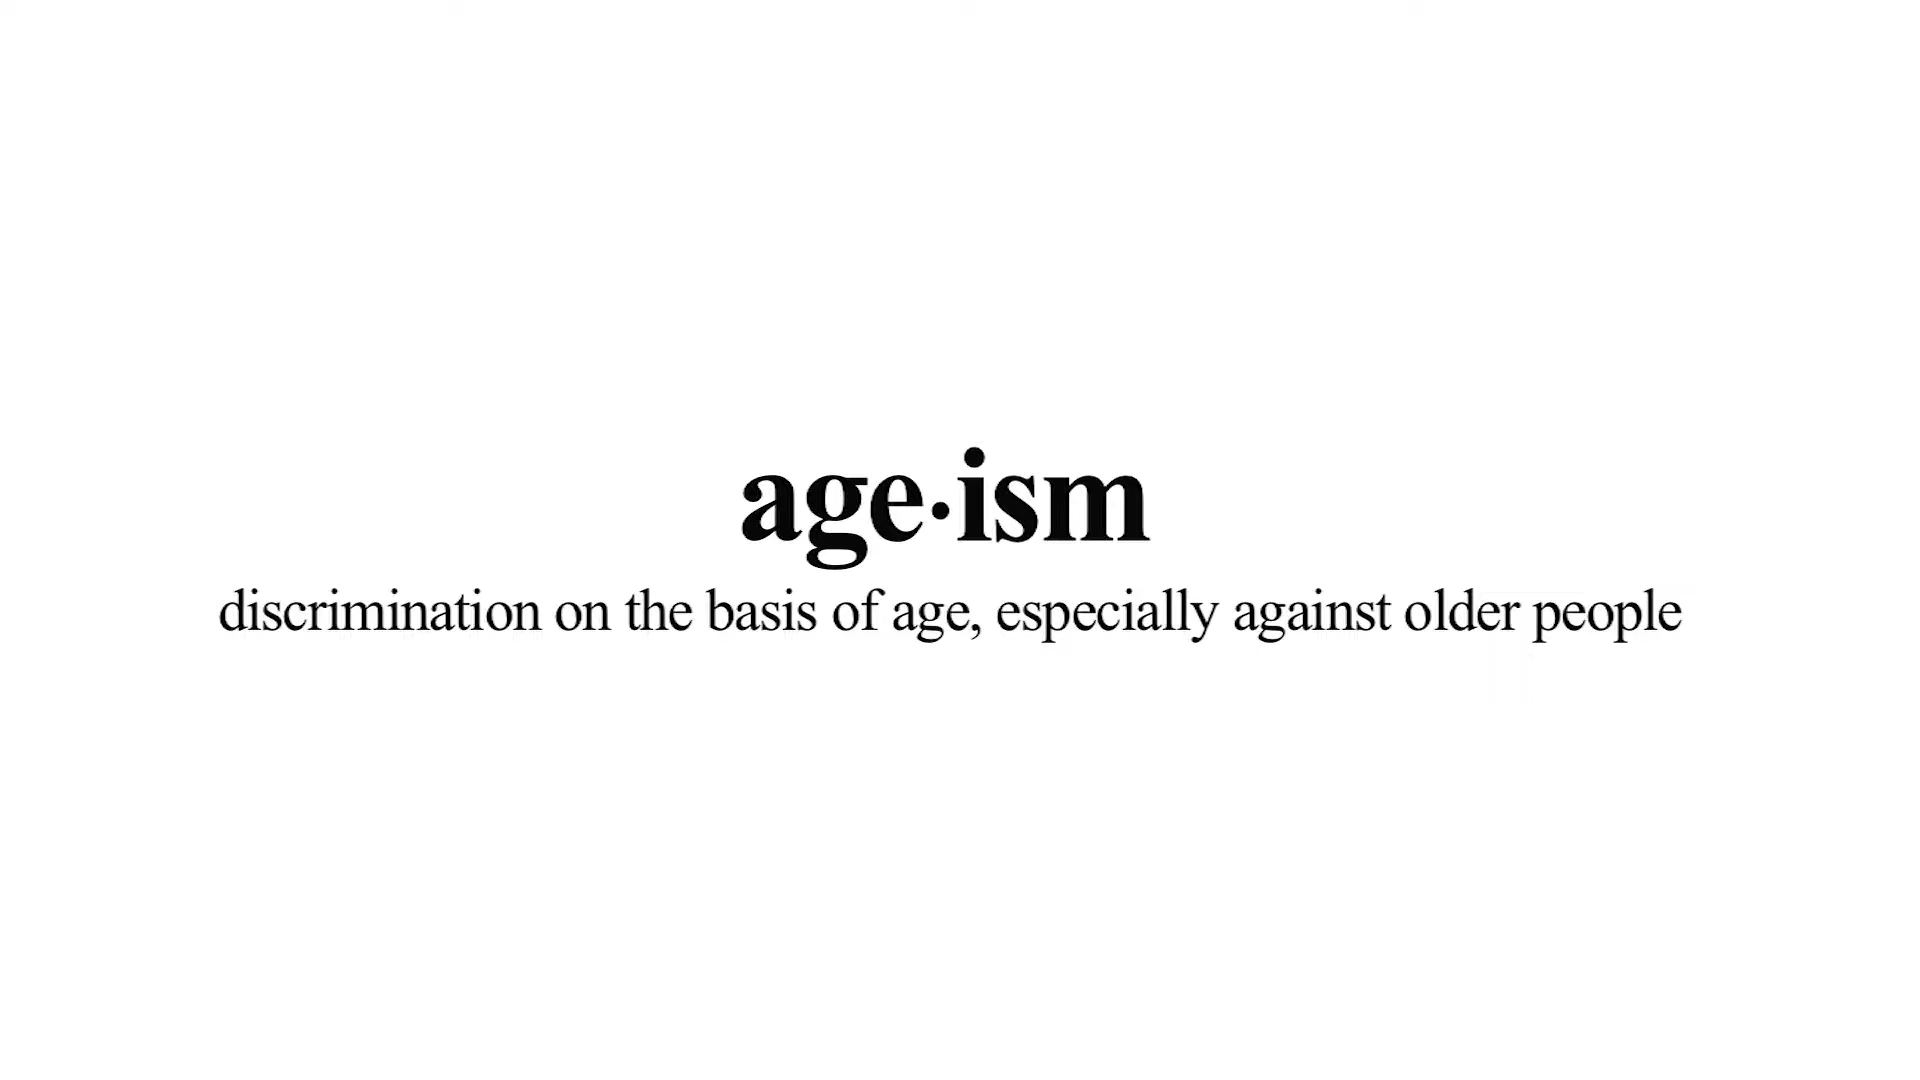 age·ism
discrimination on the basis of age, especially against older people